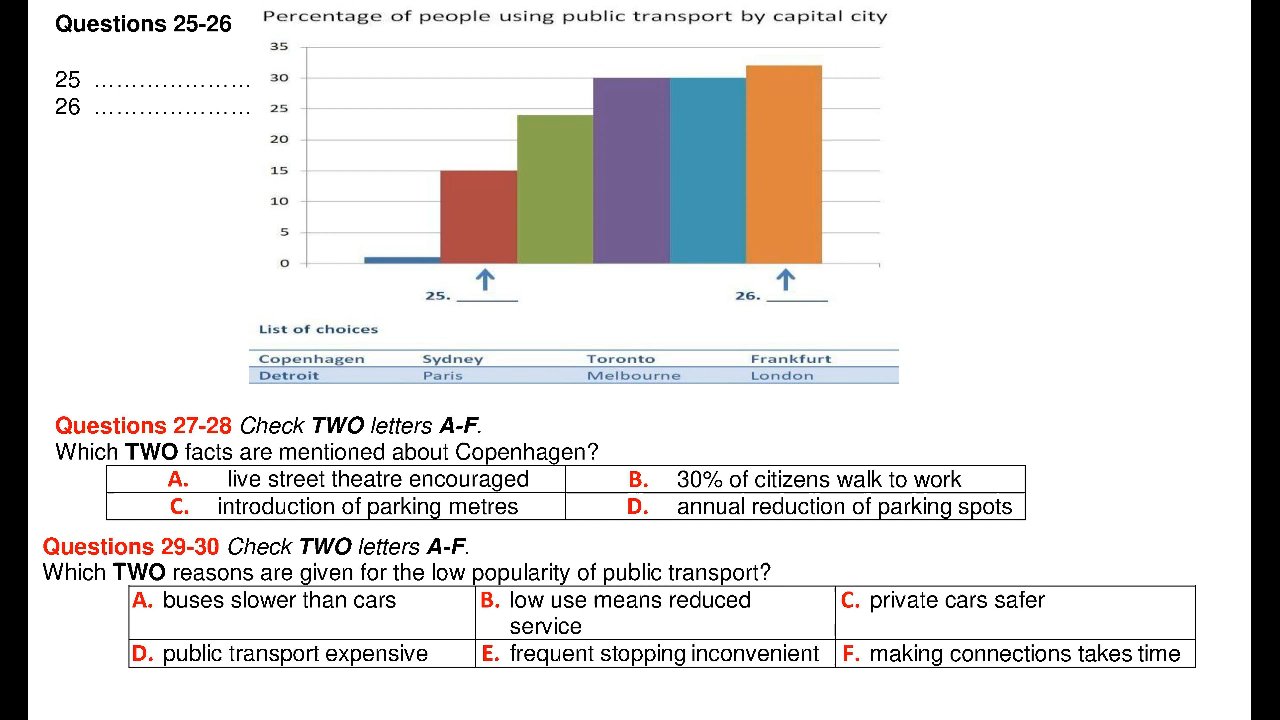 Questions 25-26
25 …………………
26 …………………
Percentage of people using public transport by capital city
35
30
25
20
15
10
5
0
25. ______ 26. ______
List of choices
Copenhagen Sydney Toronto Frankfurt
Detroit Paris Melbourne London
Questions 27-28 Check TWO letters A-F.
Which TWO facts are mentioned about Copenhagen?
A. live street theatre encouraged B. 30% of citizens walk to work
C. introduction of parking metres D. annual reduction of parking spots
Questions 29-30 Check TWO letters A-F.
Which TWO reasons are given for the low popularity of public transport?
A. buses slower than cars B. low use means reduced C. private cars safer
service
D. public transport expensive E. frequent stopping inconvenient F. making connections takes time